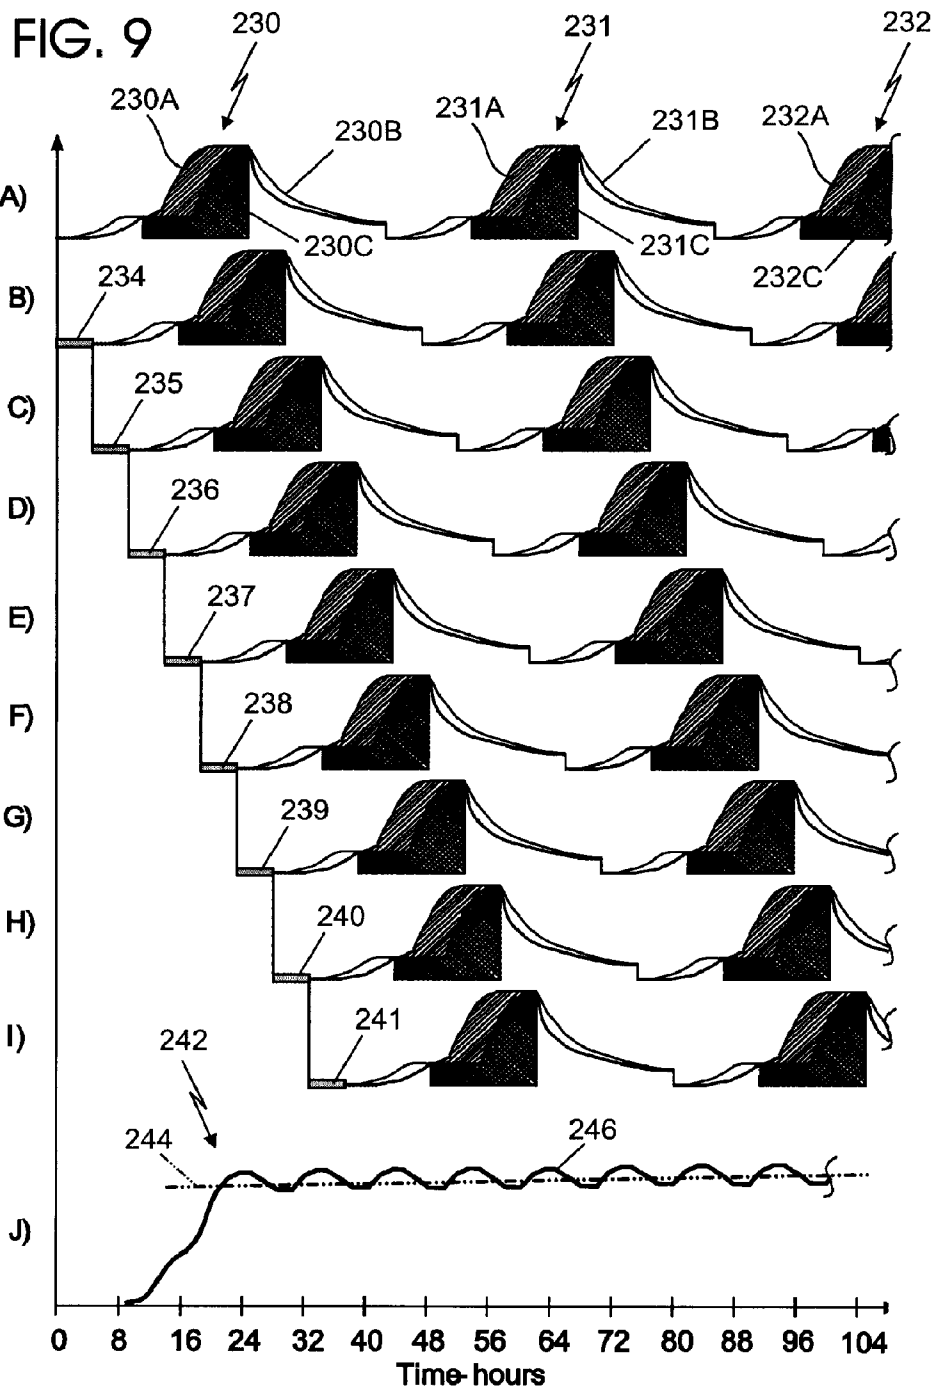 FIG. 9
230
231
232
230A
230B
231A
231B
232A
A)
230C
231C
232C
B)
234
C)
235
D)
236
E)
237
F)
238
G)
239
H)
240
I)
241
242
244
246
J)
0 8 16 24 32 40 48 56 64 72 80 88 96 104
Time-hours